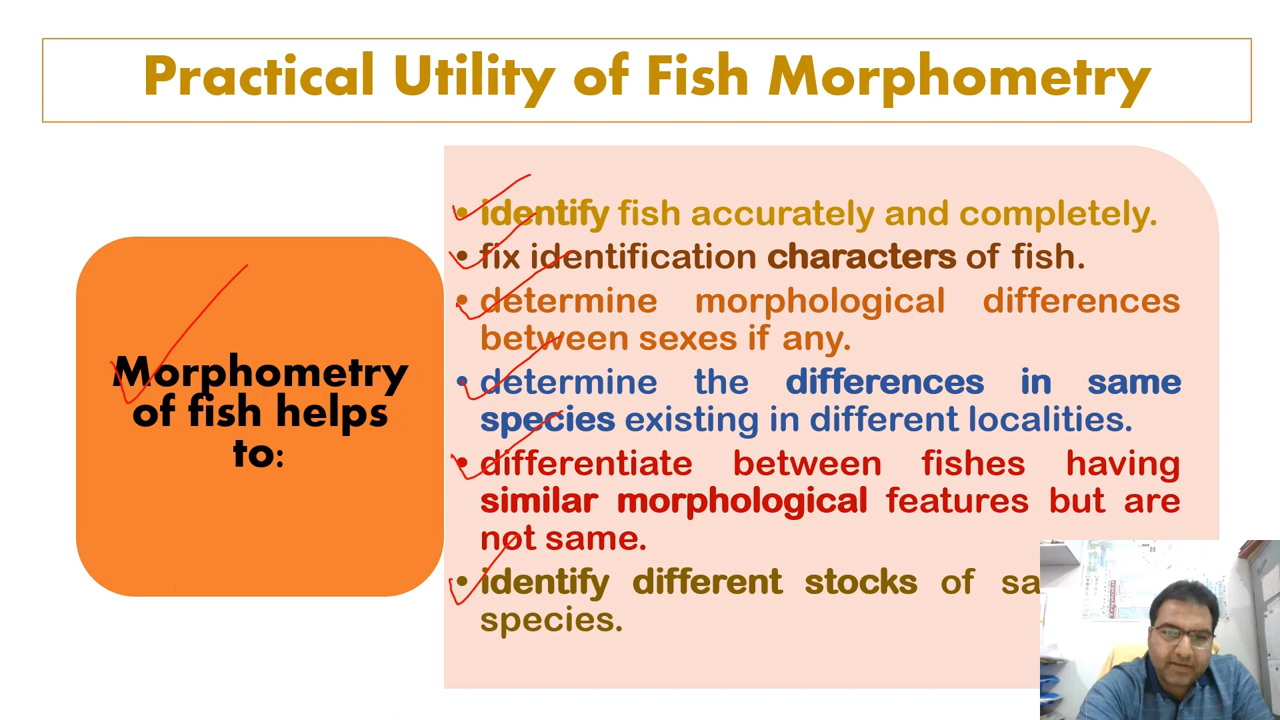 Practical Utility of Fish Morphometry
Morphometry
of fish helps
to:
• identify fish accurately and completely.
• fix identification characters of fish.
• determine morphological differences
between sexes if any.
• determine the differences in same
species existing in different localities.
• differentiate between fishes having
similar morphological features but are
not same.
• identify different stocks of
species.